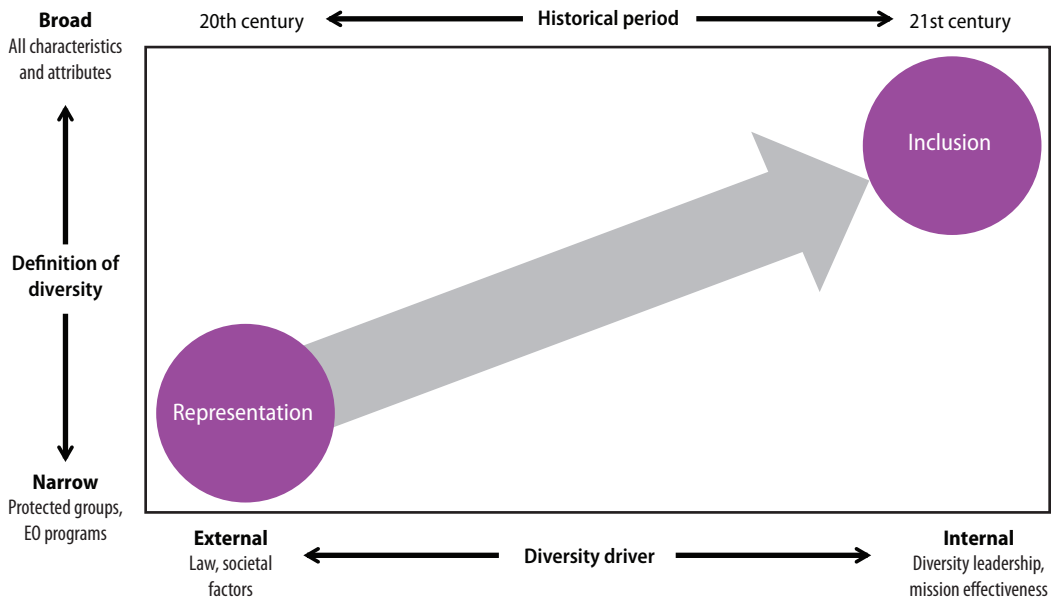 Broad
All characteristics
and attributes
20th century
Historical period
21st century
Inclusion
Definition of
diversity
Representation
Narrow
Protected groups,
EO programs
External
Law, societal
factors
Diversity driver
Internal
Diversity leadership,
mission effectiveness